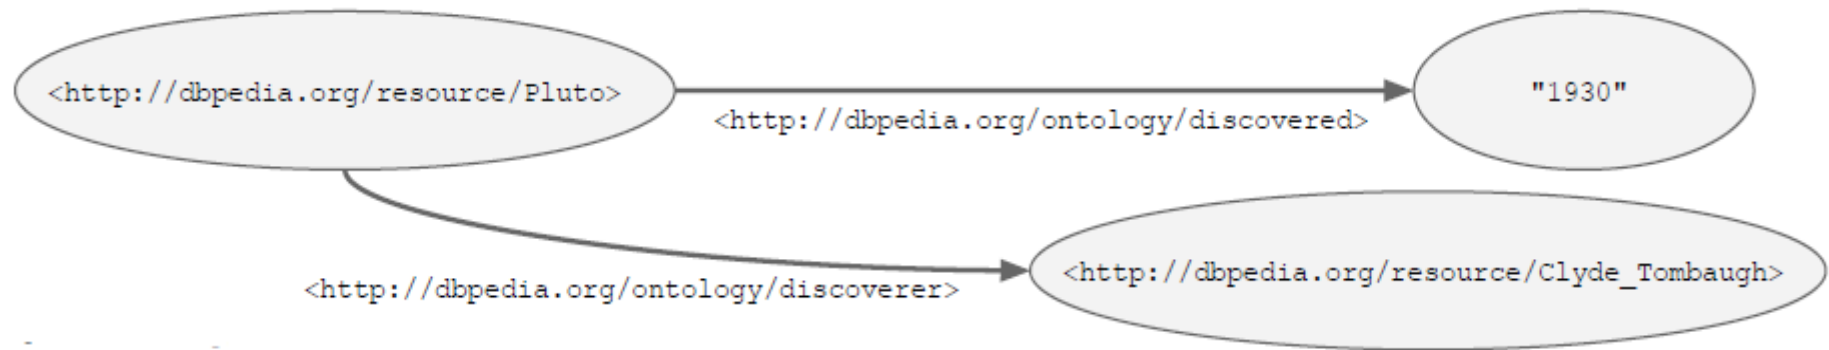 <http://dbpedia.org/resource/Pluto>
"1930"
<http://dbpedia.org/ontology/discovered>
<http://dbpedia.org/resource/Clyde_Tombaugh>
<http://dbpedia.org/ontology/discoverer>